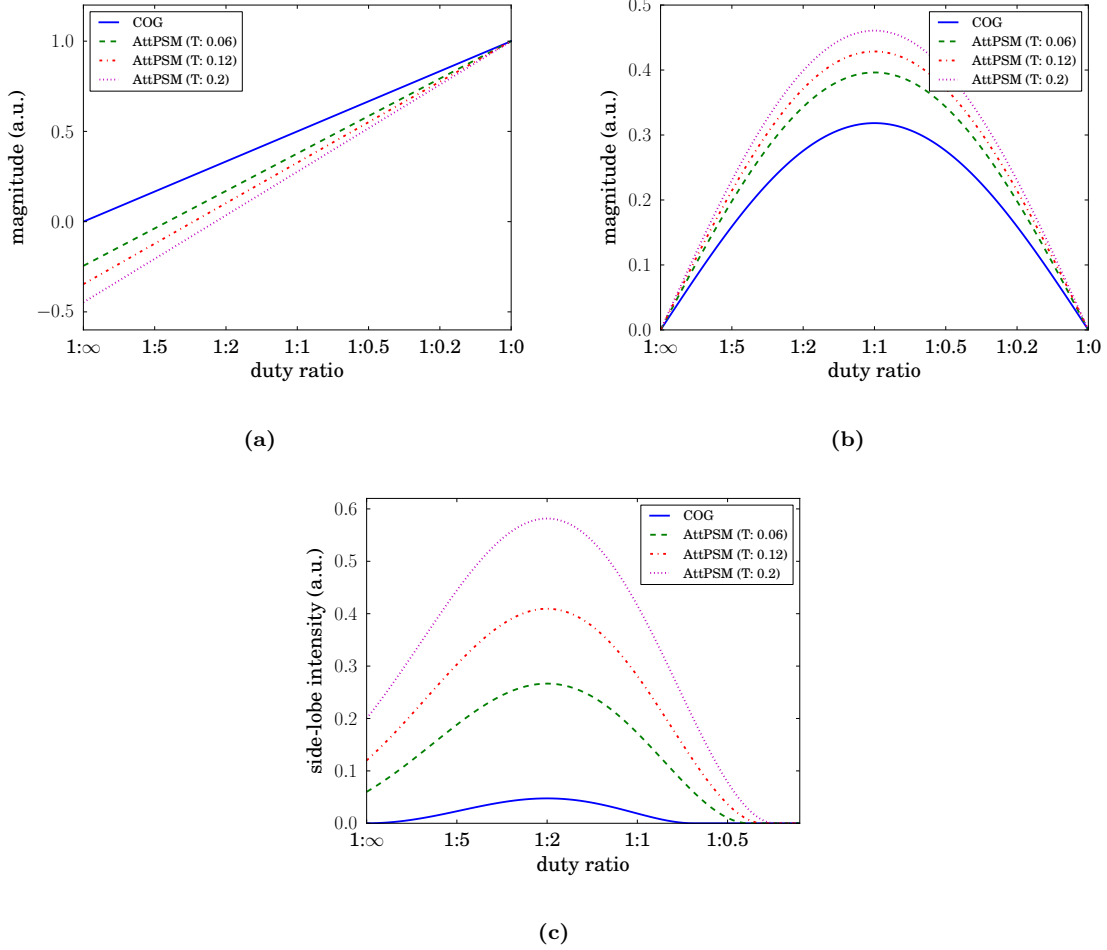 COG
AttPSM (T: 0.06)
AttPSM (T: 0.12)
AttPSM (T: 0.2)
1.0
0.5
0.0
−0.5
magnitude (a.u.)
1:∞ 1:5 1:2 1:1 1:0.5 1:0.2 1:0
duty ratio
(a)
COG
AttPSM (T: 0.06)
AttPSM (T: 0.12)
AttPSM (T: 0.2)
0.5
0.4
0.3
0.2
0.1
0.0
magnitude (a.u.)
1:∞ 1:5 1:2 1:1 1:0.5 1:0.2 1:0
duty ratio
(b)
COG
AttPSM (T: 0.06)
AttPSM (T: 0.12)
AttPSM (T: 0.2)
0.6
0.5
0.4
0.3
0.2
0.1
0.0
side-lobe intensity (a.u.)
1:∞ 1:5 1:2 1:1 1:0.5
duty ratio
(c)